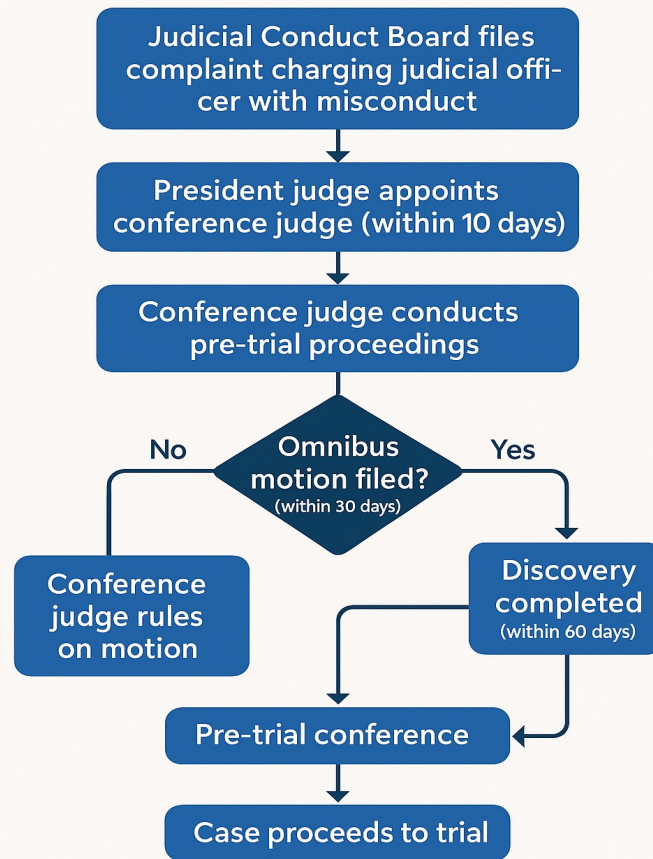 Judicial Conduct Board files
complaint charging judicial offi-
cer with misconduct
President judge appoints
conference judge (within 10 days)
Conference judge conducts
pre-trial proceedings
Omnibus
motion filed?
(within 30 days)
No
Yes
Conference
judge rules
on motion
Discovery
completed
(within 60 days)
Pre-trial conference
Case proceeds to trial